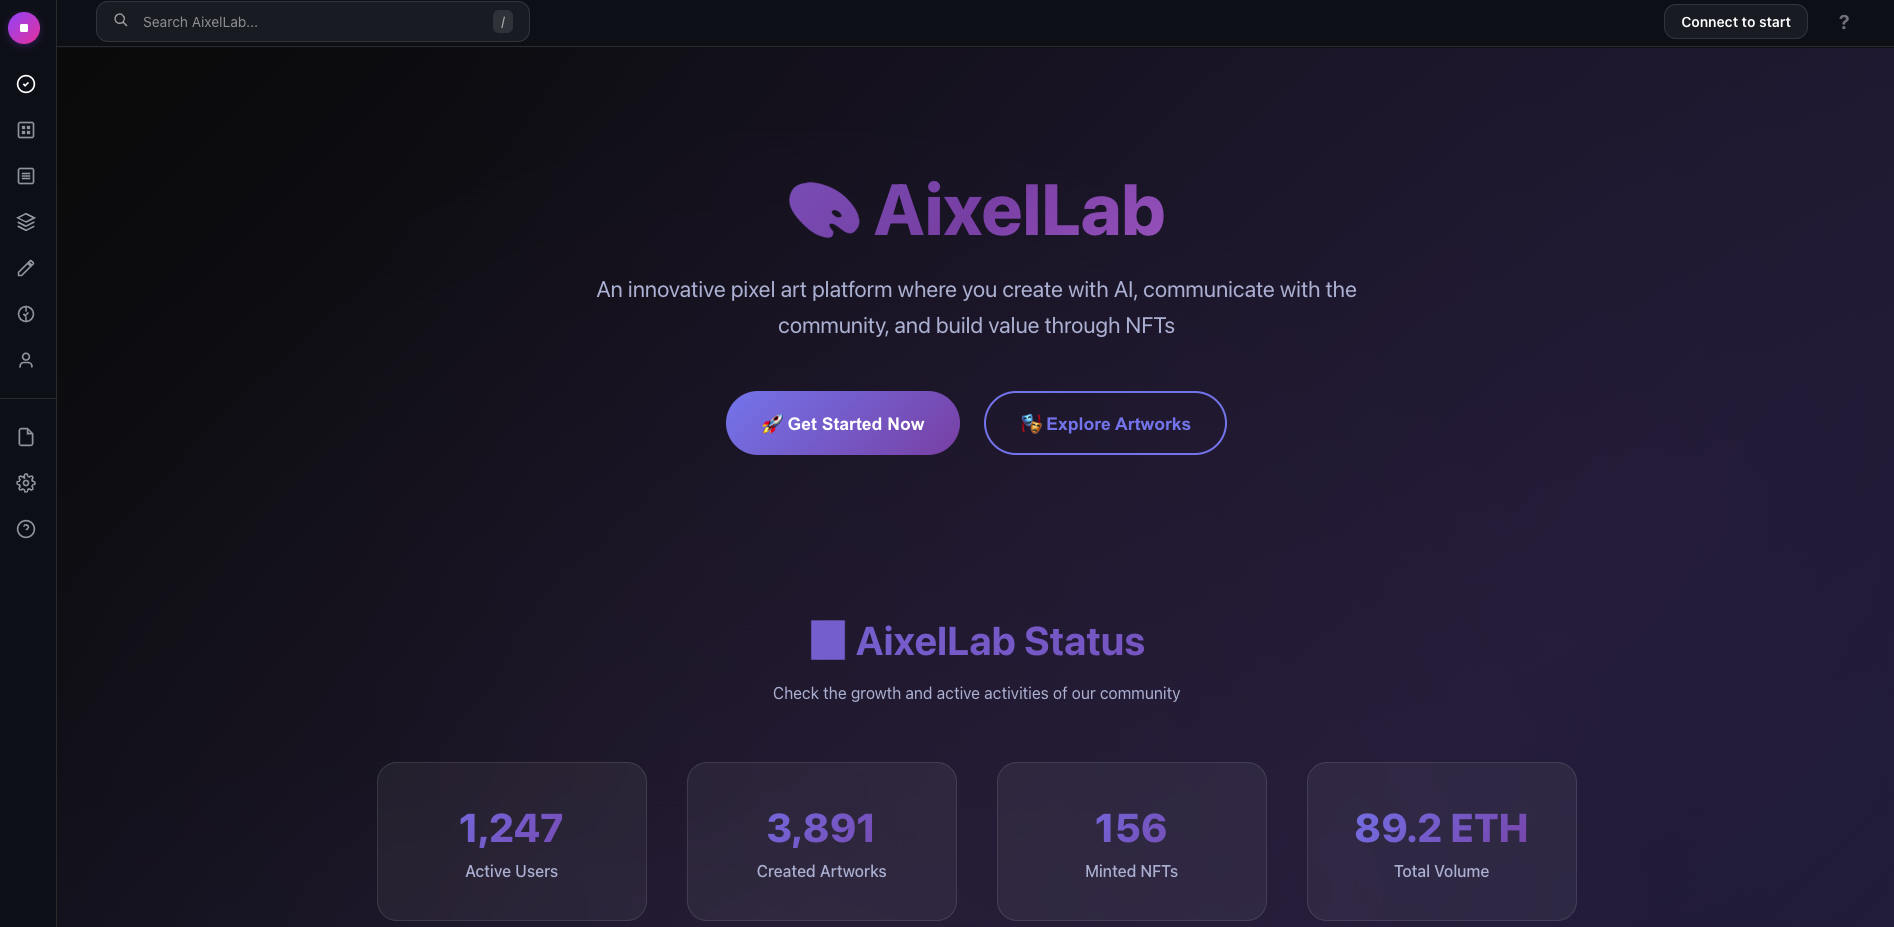 Search AixelLab...
/
Connect to start
?
AixelLab
An innovative pixel art platform where you create with AI, communicate with the
community, and build value through NFTs
🚀 Get Started Now
🎭 Explore Artworks
AixelLab Status
Check the growth and active activities of our community
1,247
Active Users
3,891
Created Artworks
156
Minted NFTs
89.2 ETH
Total Volume